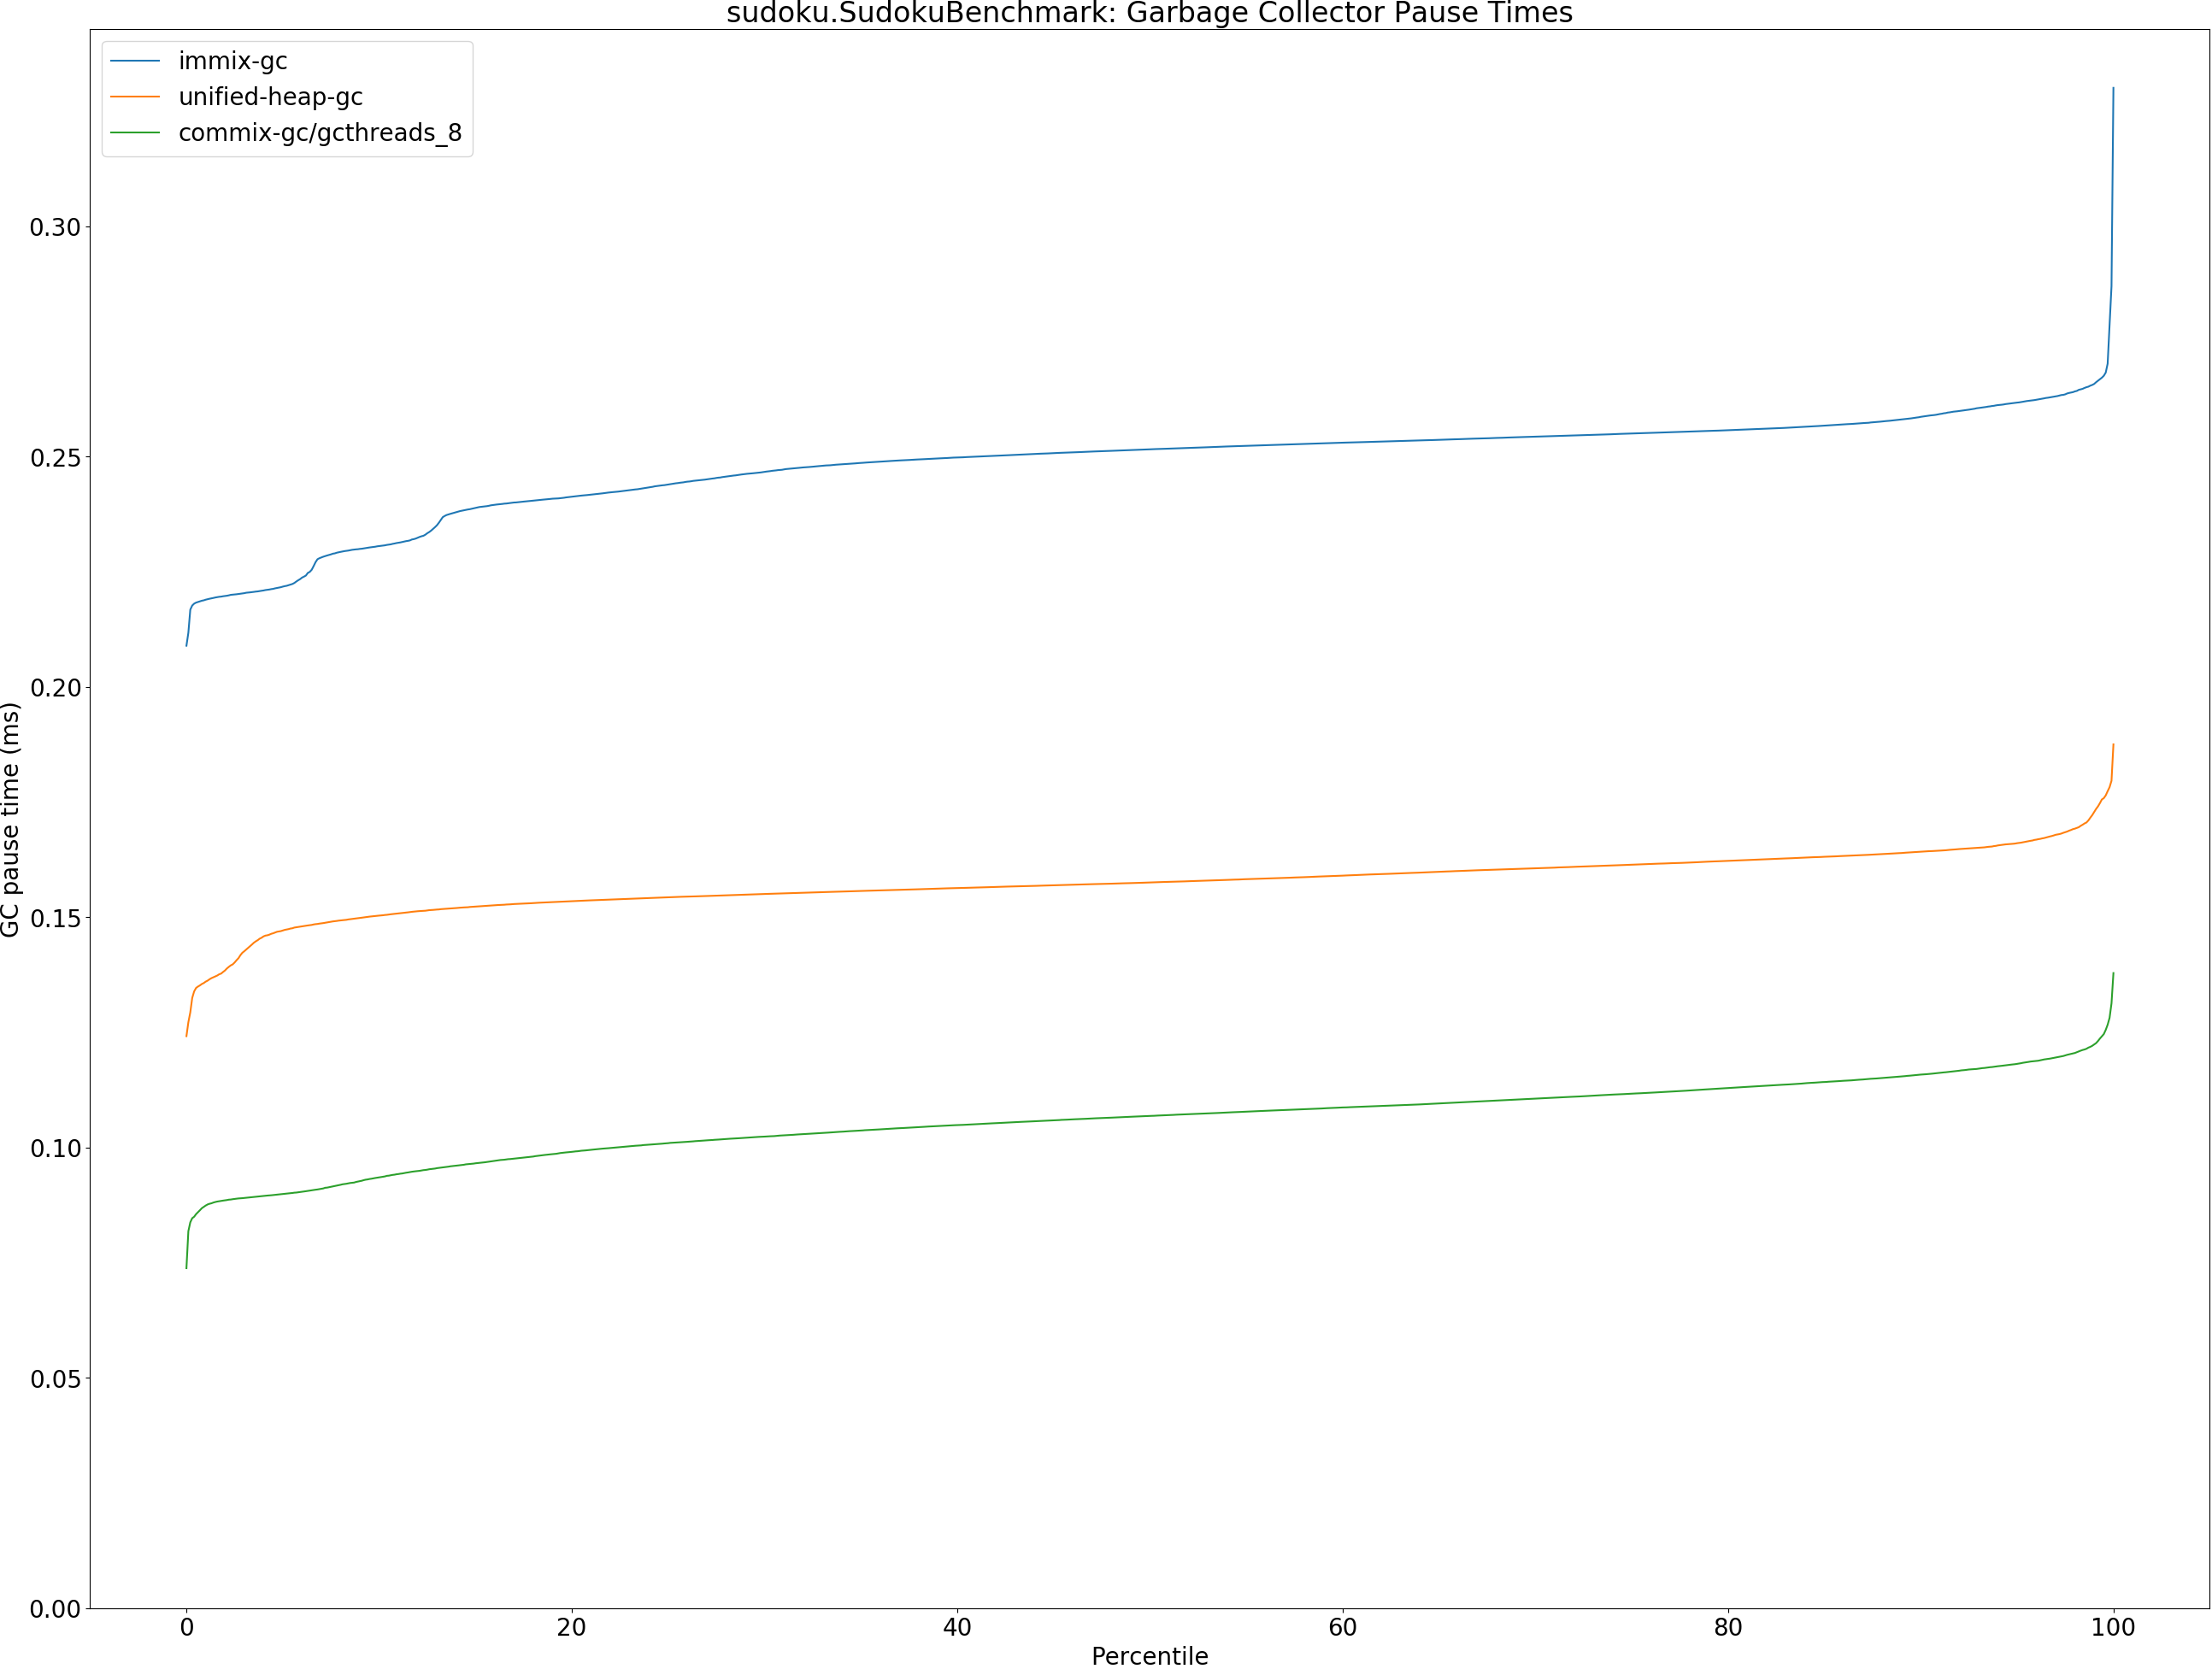 sudoku.SudokuBenchmark: Garbage Collector Pause Times
immix-gc
unified-heap-gc
commix-gc/gcthreads_8
GC pause time (ms)
0.30
0.25
0.20
0.15
0.10
0.05
0.00
0 20 40 60 80 100
Percentile